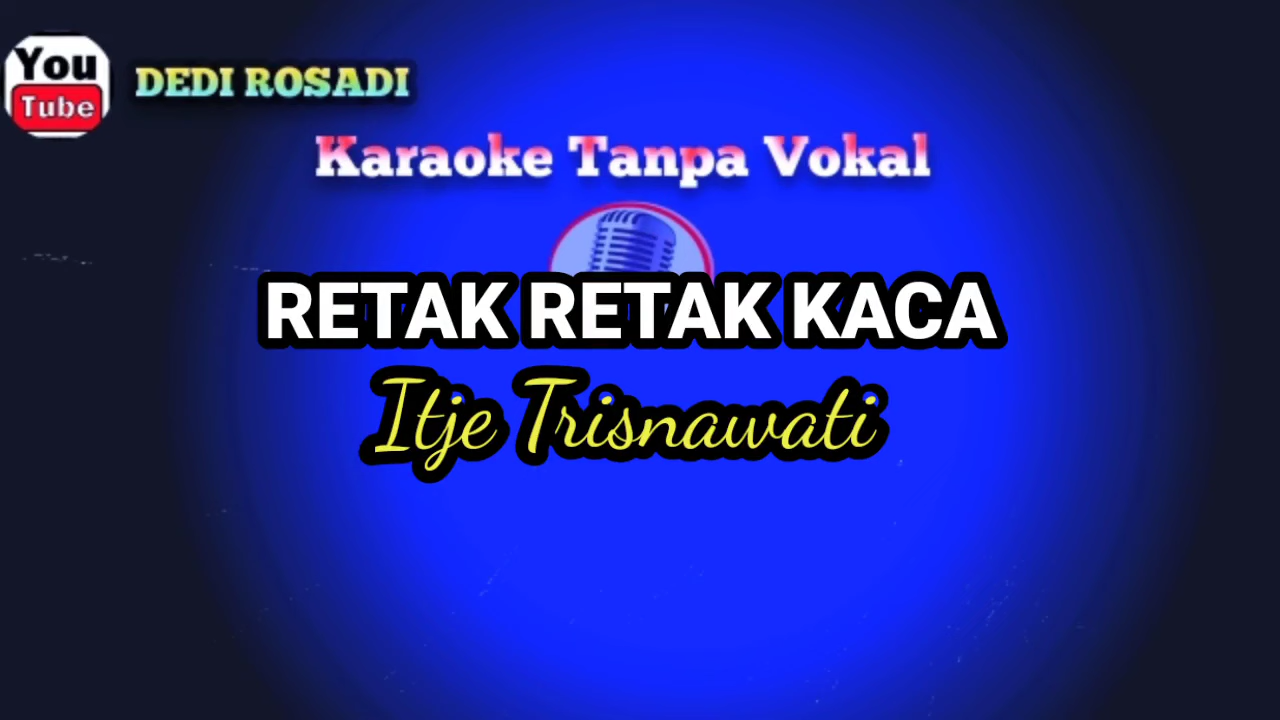 You
Tube
DEDI ROSADI
Karaoke Tanpa Vokal
RETAK RETAK KACA
Itje Trisnawati